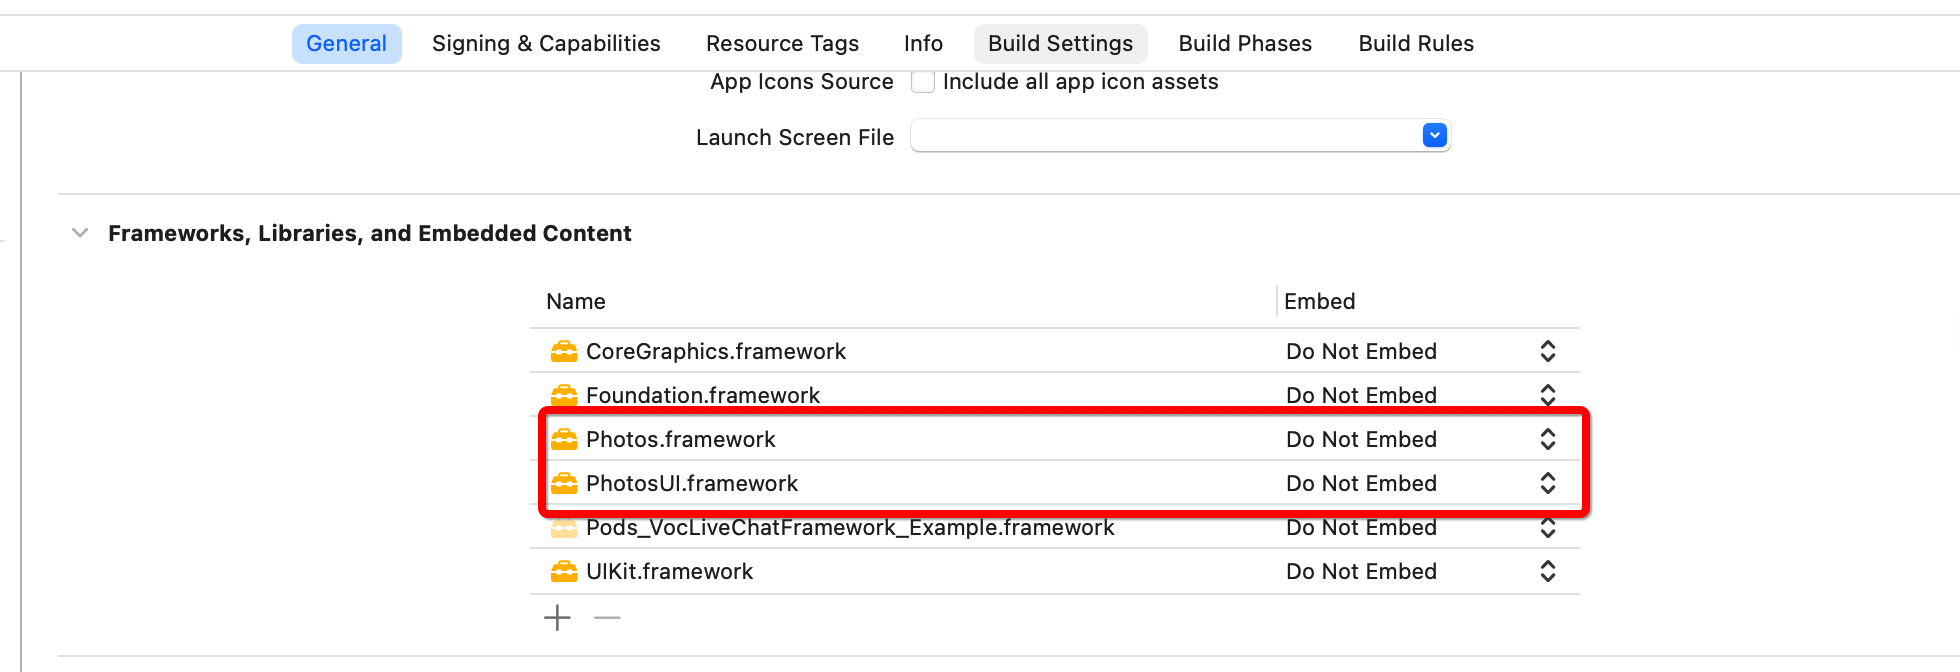 General Signing & Capabilities Resource Tags Info Build Settings Build Phases Build Rules
App Icons Source Include all app icon assets
Launch Screen File
Frameworks, Libraries, and Embedded Content
Name Embed
CoreGraphics.framework Do Not Embed
Foundation.framework Do Not Embed
Photos.framework Do Not Embed
PhotosUI.framework Do Not Embed
Pods_VocLiveChatFramework_Example.framework Do Not Embed
UIKit.framework Do Not Embed